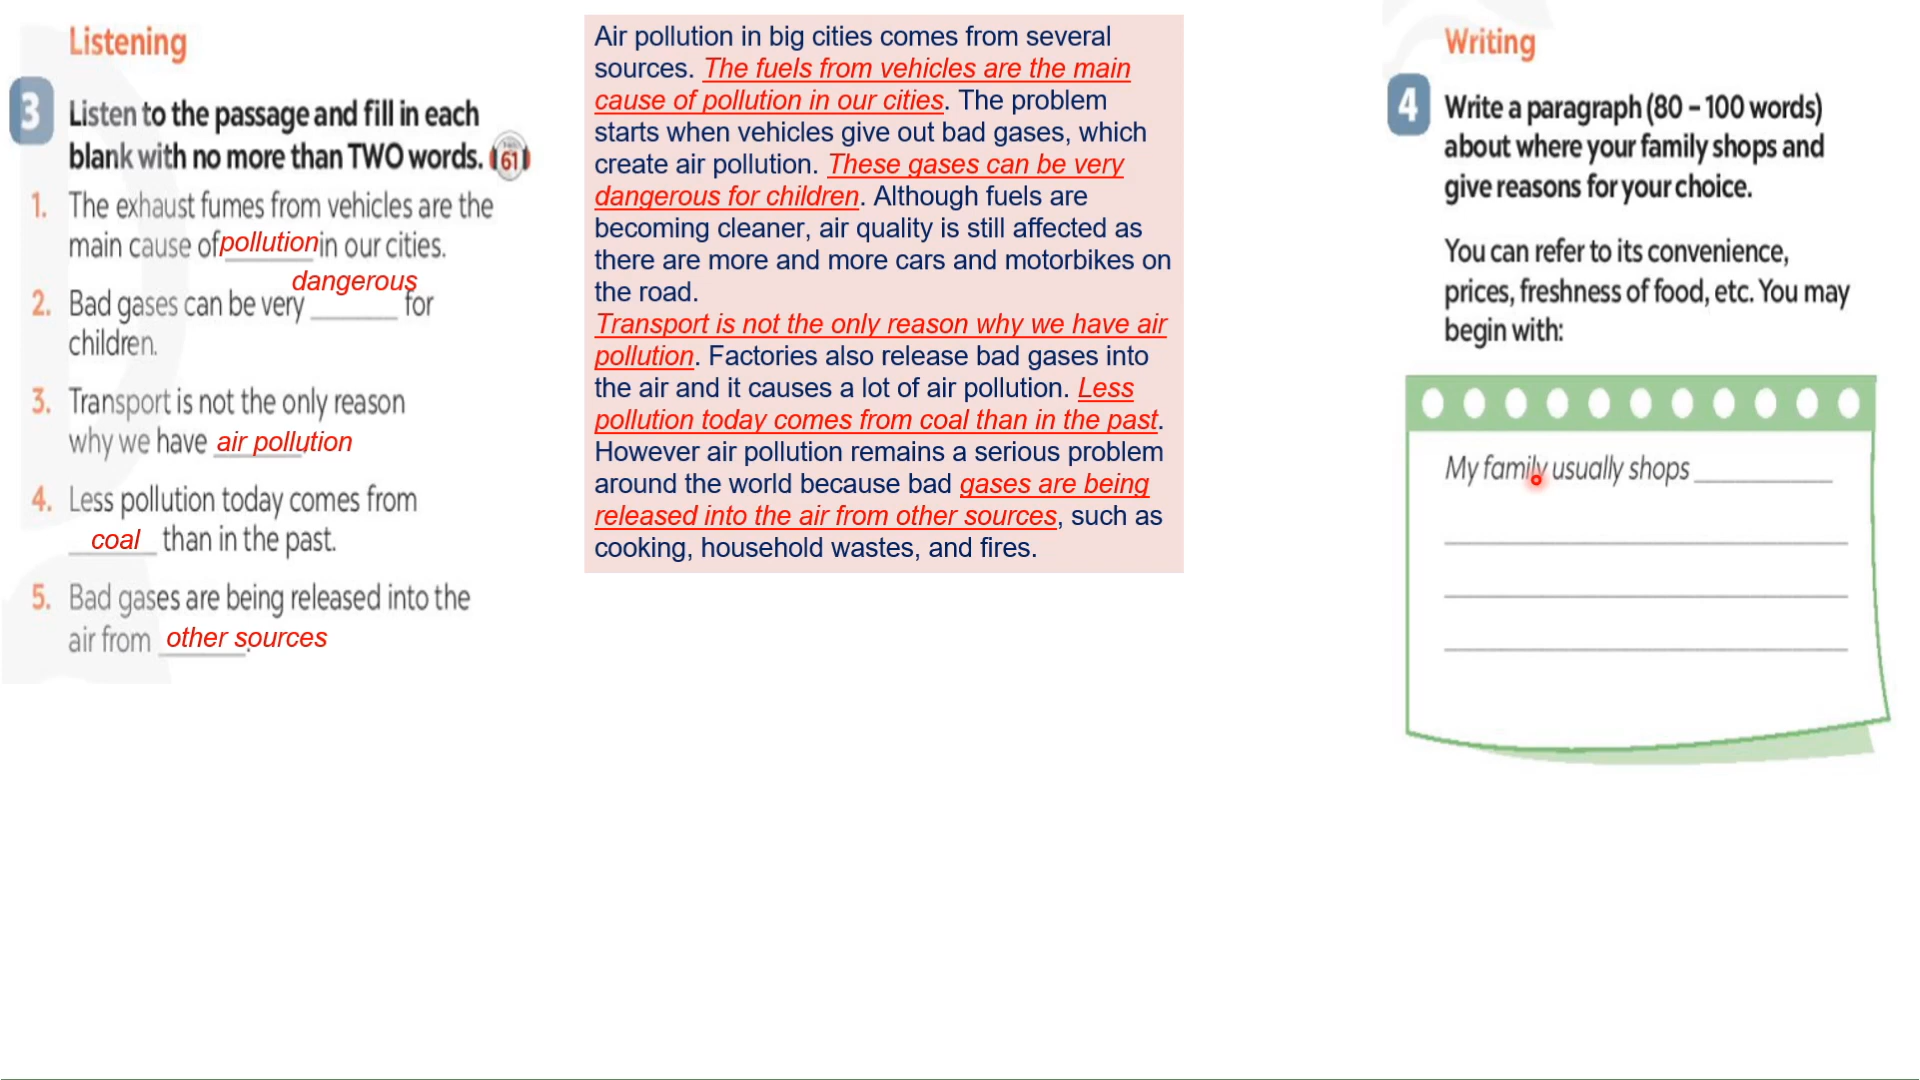 Listening
3 Listen to the passage and fill in each
blank with no more than TWO words. 61
1. The exhaust fumes from vehicles are the
main cause of pollution in our cities.
dangerous
2. Bad gases can be very ______ for
children.
3. Transport is not the only reason
why we have air pollution.
4. Less pollution today comes from
coal than in the past.
5. Bad gases are being released into the
air from other sources.
Air pollution in big cities comes from several
sources. The fuels from vehicles are the main
cause of pollution in our cities. The problem
starts when vehicles give out bad gases, which
create air pollution. These gases can be very
dangerous for children. Although fuels are
becoming cleaner, air quality is still affected as
there are more and more cars and motorbikes on
the road.
Transport is not the only reason why we have air
pollution. Factories also release bad gases into
the air and it causes a lot of air pollution. Less
pollution today comes from coal than in the past.
However air pollution remains a serious problem
around the world because bad gases are being
released into the air from other sources, such as
cooking, household wastes, and fires.
Writing
4 Write a paragraph (80 – 100 words)
about where your family shops and
give reasons for your choice.
You can refer to its convenience,
prices, freshness of food, etc. You may
begin with:
My family usually shops __________